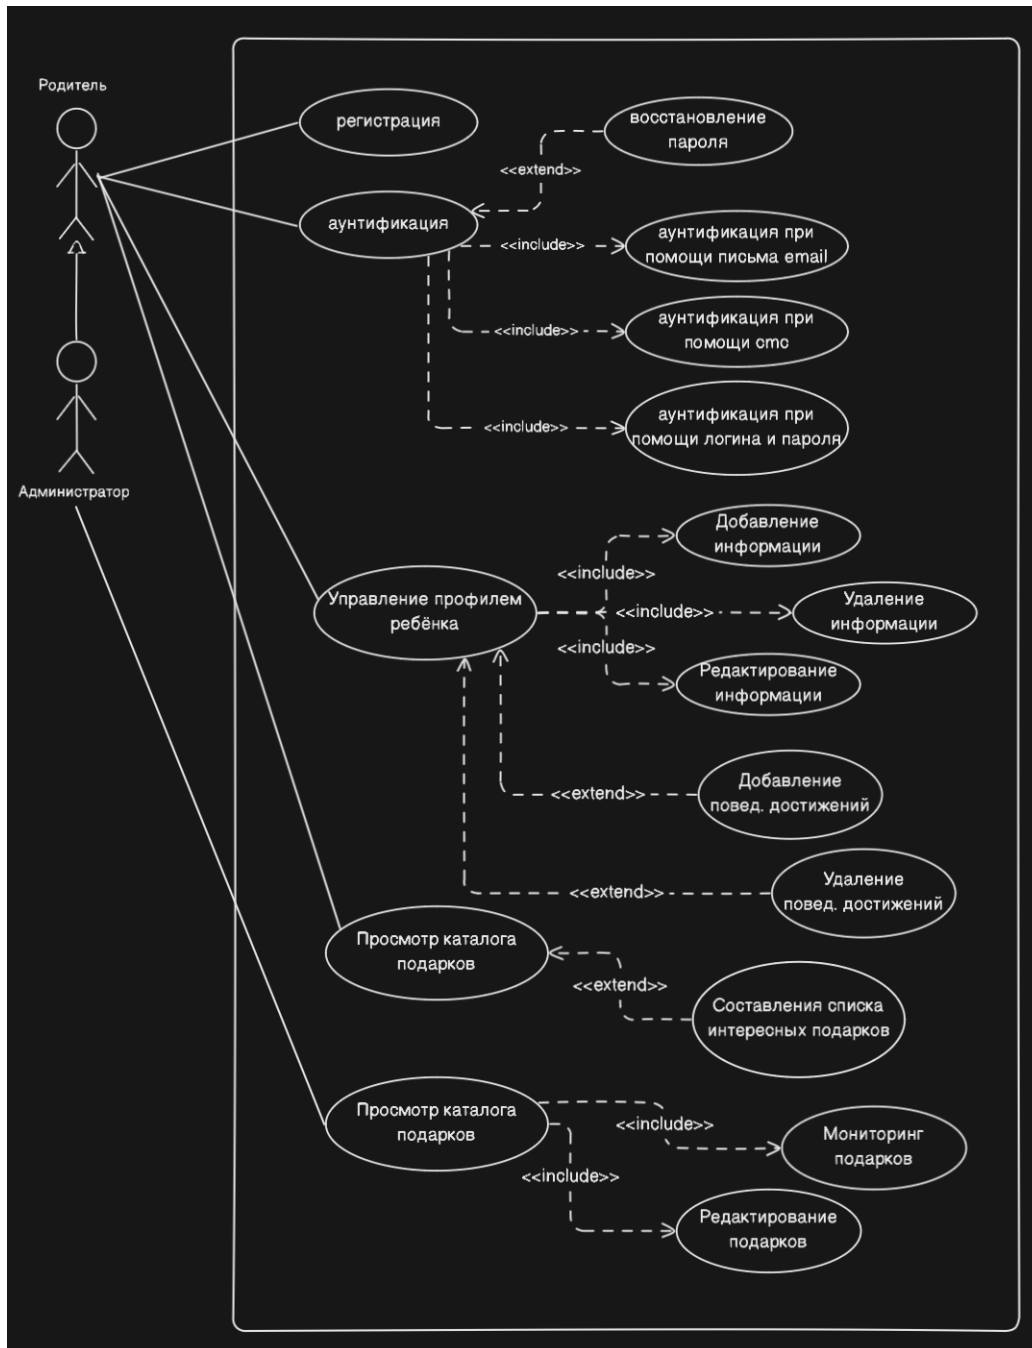 Родитель
регистрация
восстановление
пароля
<<extend>>
аунтификация
<<include>>
аунтификация при
помощи письма email
<<include>>
аунтификация при
помощи смс
<<include>>
аунтификация при
помощи логина и пароля
Администратор
Добавление
информации
<<include>>
Управление профилем
ребёнка
<<include>>
Удаление
информации
<<include>>
Редактирование
информации
<<extend>>
Добавление
повед. достижений
<<extend>>
Удаление
повед. достижений
Просмотр каталога
подарков
<<extend>>
Составления списка
интересных подарков
Просмотр каталога
подарков
<<include>>
Мониторинг
подарков
<<include>>
Редактирование
подарков